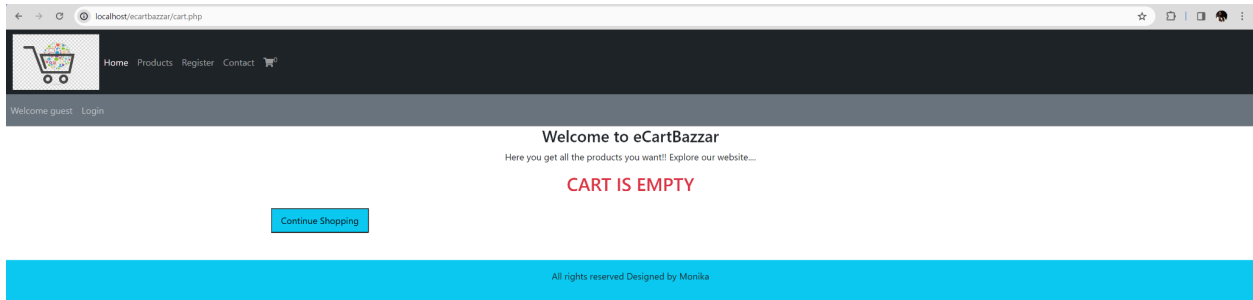 localhost/ecartbazzar/cart.php
Home Products Register Contact 0
Welcome guest Login
Welcome to eCartBazzar
Here you get all the products you want!! Explore our website....
CART IS EMPTY
Continue Shopping
All rights reserved Designed by Monika